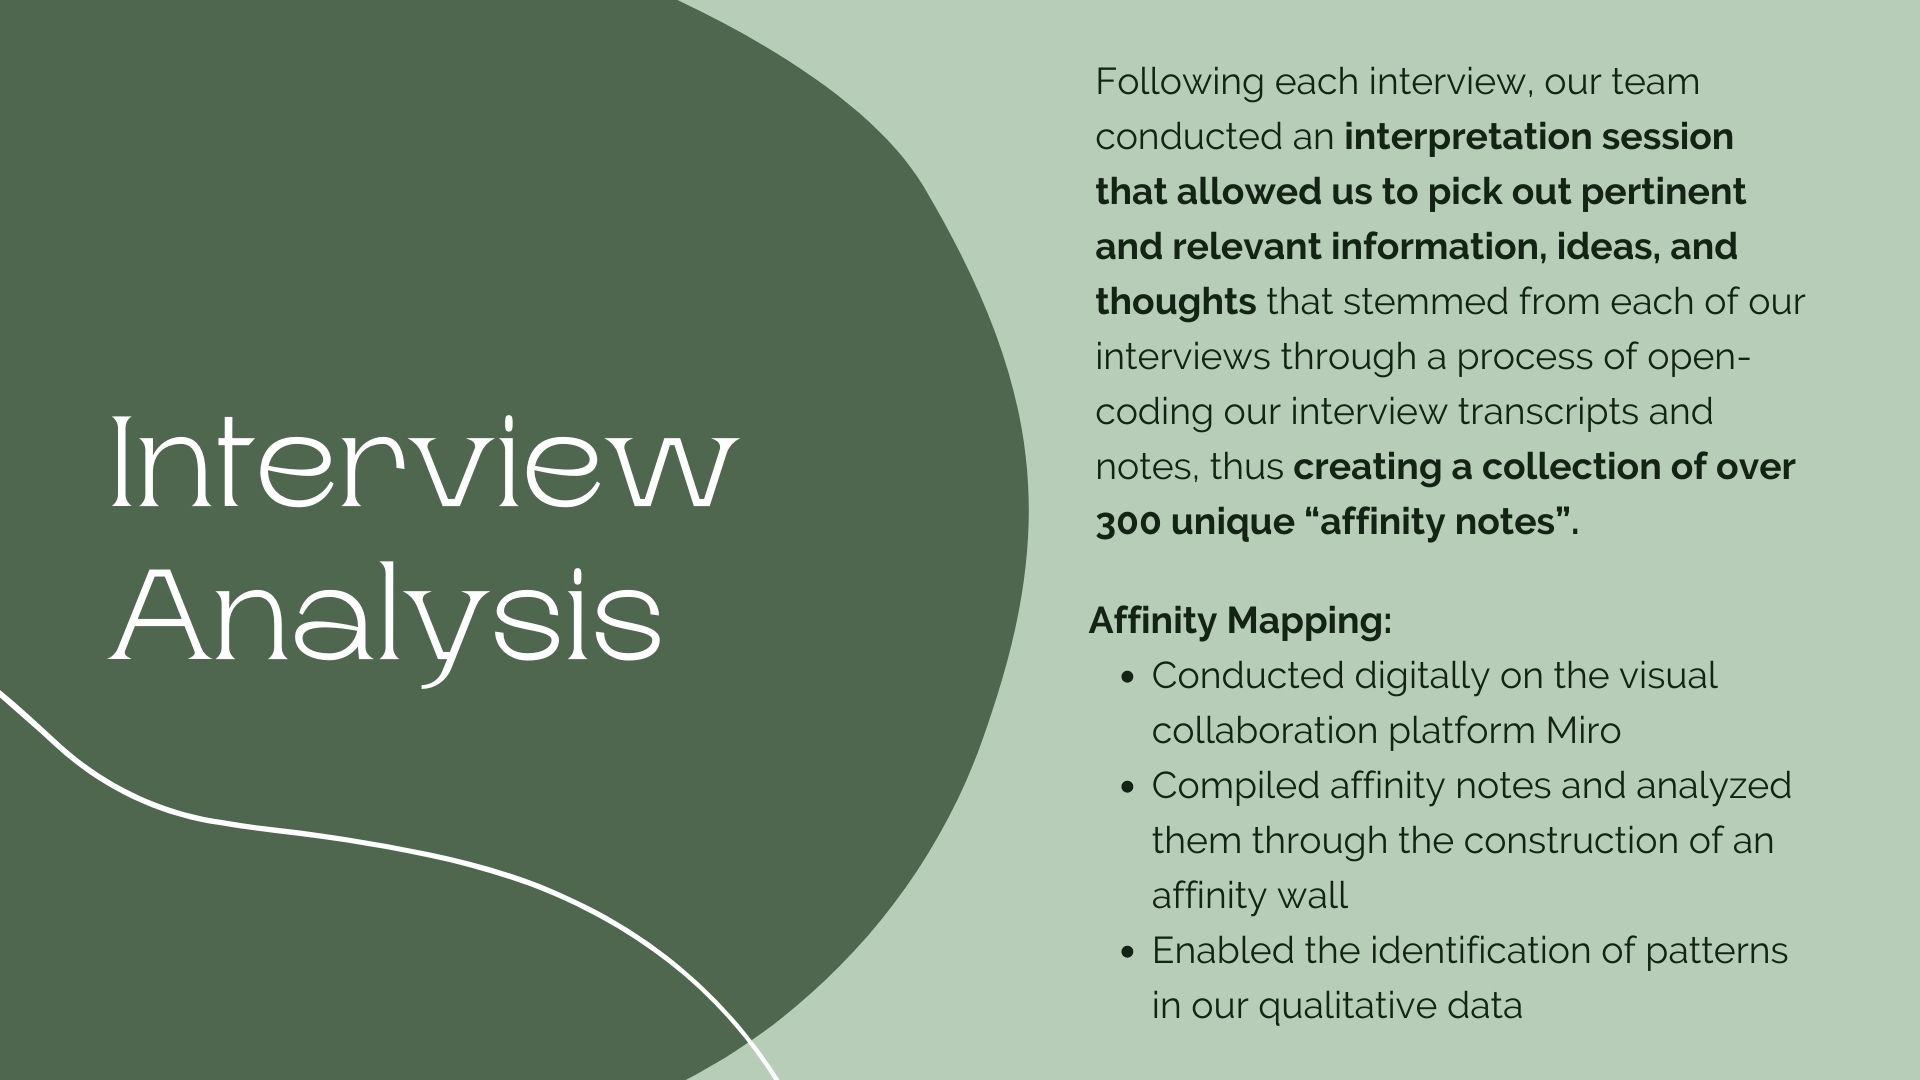 Interview
Analysis
Following each interview, our team
conducted an interpretation session
that allowed us to pick out pertinent
and relevant information, ideas, and
thoughts that stemmed from each of our
interviews through a process of open-
coding our interview transcripts and
notes, thus creating a collection of over
300 unique “affinity notes”.
Affinity Mapping:
• Conducted digitally on the visual
collaboration platform Miro
• Compiled affinity notes and analyzed
them through the construction of an
affinity wall
• Enabled the identification of patterns
in our qualitative data